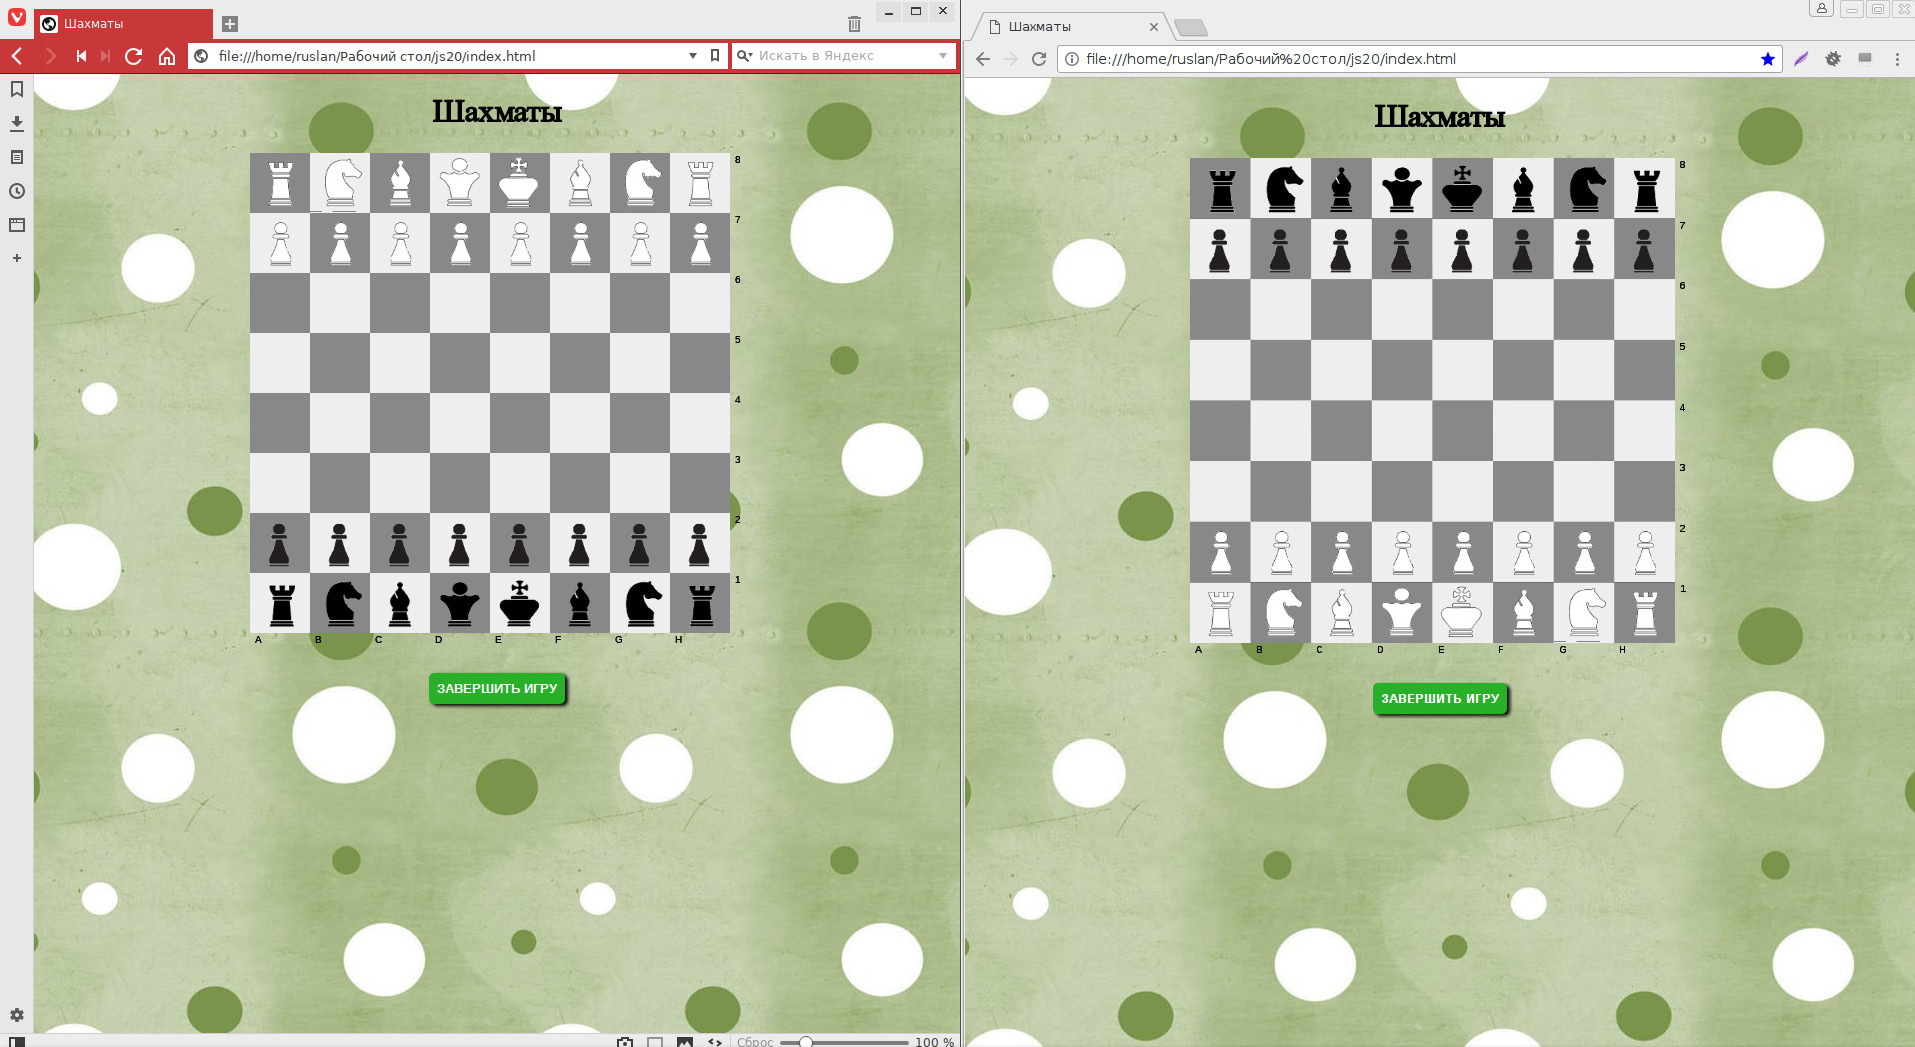 Шахматы
file:///home/ruslan/Рабочий стол/js20/index.html
Искать в Яндекс
Шахматы
8
7
6
5
4
3
2
1
A B C D E F G H
ЗАВЕРШИТЬ ИГРУ
Сброс
100 %
Шахматы
file:///home/ruslan/Рабочий%20стол/js20/index.html
Шахматы
8
7
6
5
4
3
2
1
A B C D E F G H
ЗАВЕРШИТЬ ИГРУ